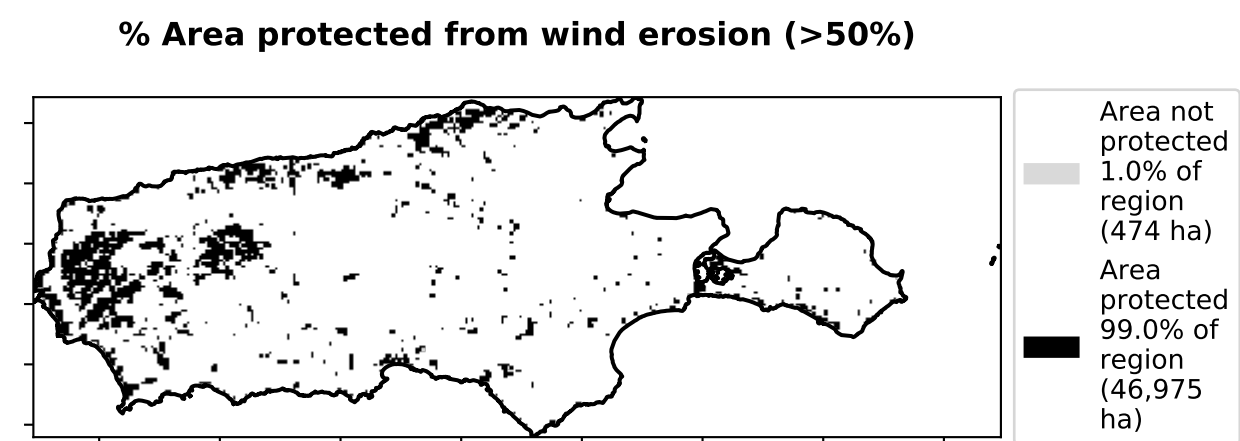 % Area protected from wind erosion (>50%)
Area not
protected
1.0% of
region
(474 ha)
Area
protected
99.0% of
region
(46,975
ha)